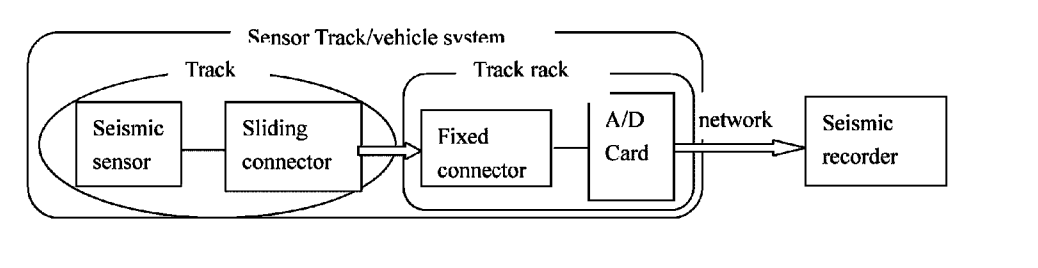 Sensor Track/vehicle system
Track
Track rack
Seismic
sensor
Sliding
connector
Fixed
connector
A/D
Card
network
Seismic
recorder